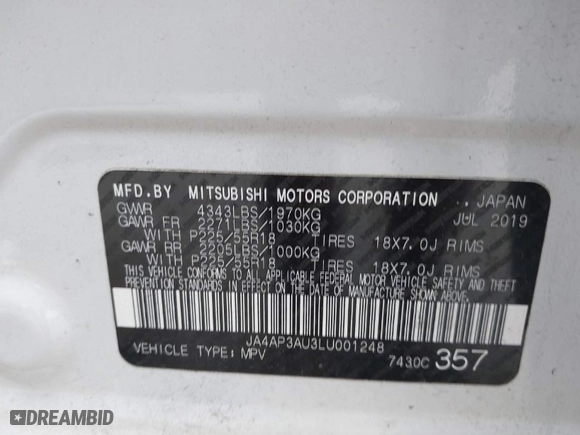 MFD.BY MITSUBISHI MOTORS CORPORATION JAPAN
GVWR 4343LBS/1970KG JUL 2019
GAWR FR 2271LBS/1030KG
WITH P225/55R18 TIRES 18X7.0J RIMS
GAWR RR 2205LBS/1000KG
WITH P225/55R18 TIRES 18X7.0J RIMS
THIS VEHICLE CONFORMS TO ALL APPLICABLE FEDERAL MOTOR VEHICLE SAFETY AND THEFT
PREVENTION STANDARDS IN EFFECT ON THE DATE OF MANUFACTURE SHOWN ABOVE.
JA4AP3AU3LU001248
VEHICLE TYPE: MPV 7430C 357
DREAMBID